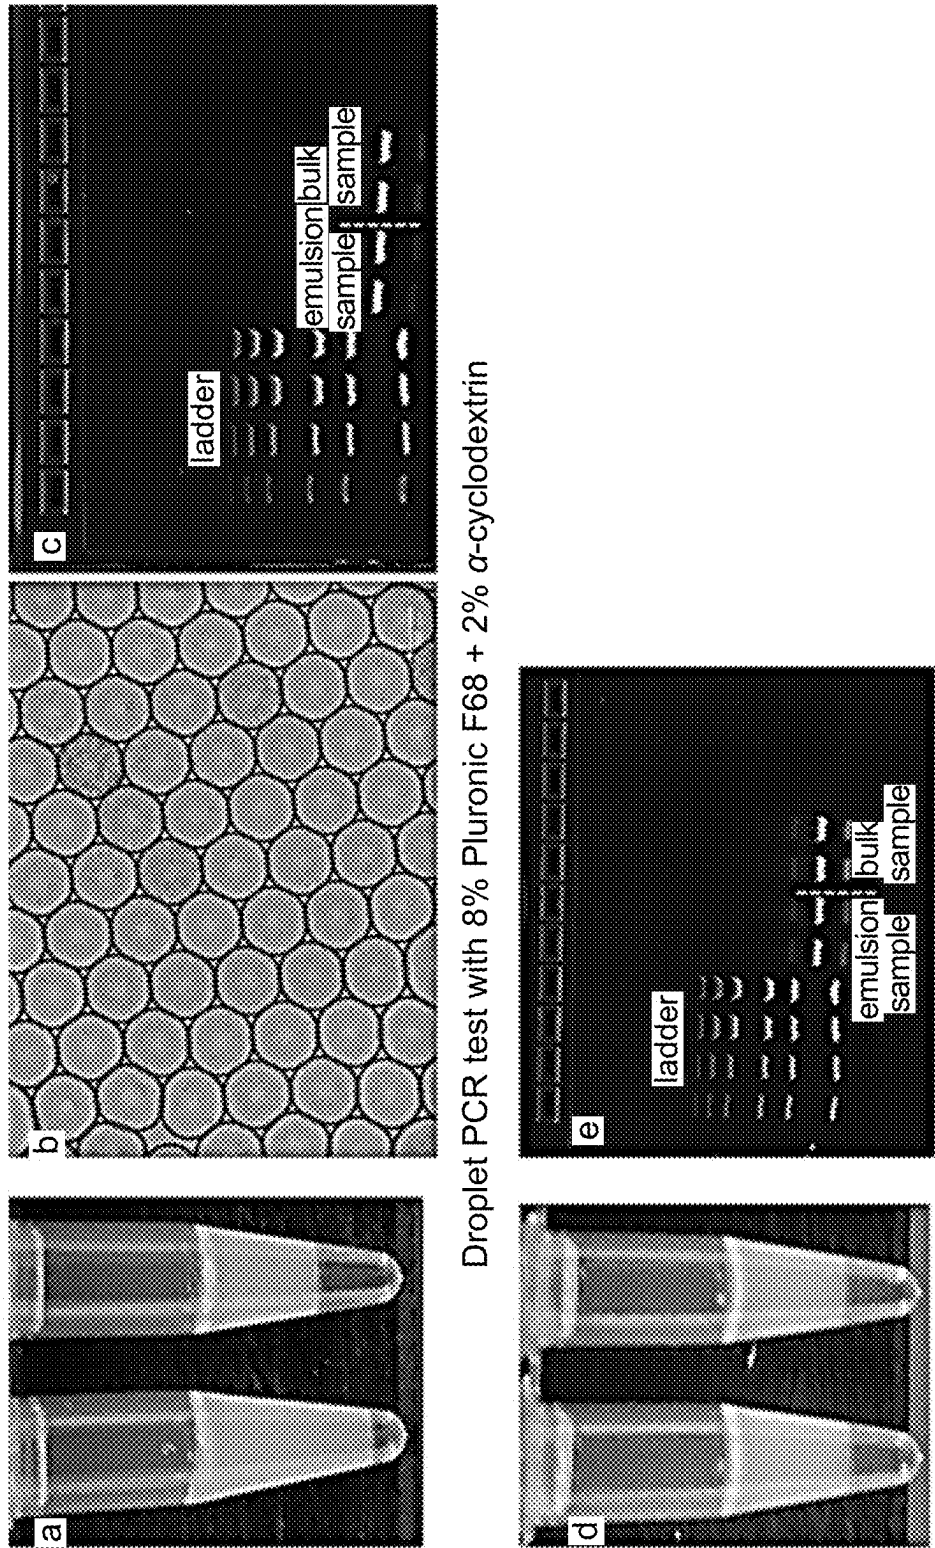 a
b
c
ladder
emulsion
sample
bulk
sample
Droplet PCR test with 8% Pluronic F68 + 2% α-cyclodextrin
d
e
ladder
emulsion
sample
bulk
sample